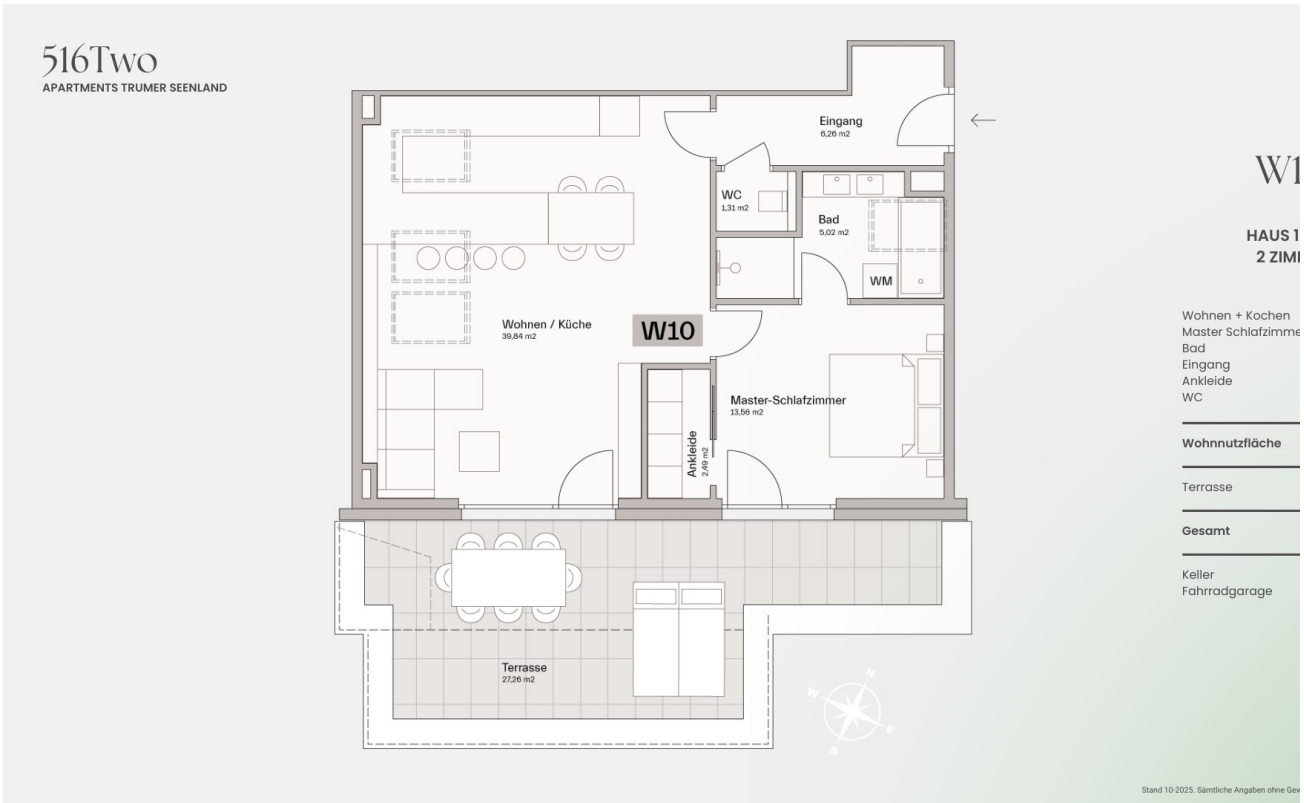 516Two
APARTMENTS TRUMER SEENLAND
Eingang
6,26 m2
WC
1,31 m2
Bad
5,02 m2
WM
Wohnen / Küche
39,84 m2
W10
Master-Schlafzimmer
13,56 m2
Ankleide
2,49 m2
Terrasse
27,26 m2
N
W
E
S
W1
HAUS 1
2 ZIM
Wohnen + Kochen
Master Schlafzimme
Bad
Eingang
Ankleide
WC
Wohnnutzfläche
Terrasse
Gesamt
Keller
Fahrradgarage
Stand 10-2025. Sämtliche Angaben ohne Gew